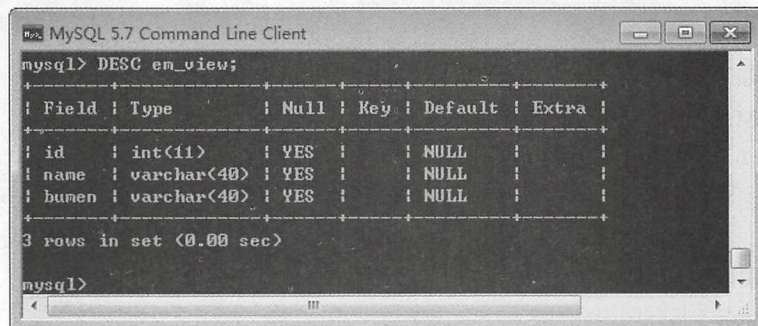 MySQL 5.7 Command Line Client
mysql> DESC em_view;
+-------+-------------+------+-----+---------+-------+
| Field | Type        | Null | Key | Default | Extra |
+-------+-------------+------+-----+---------+-------+
| id    | int(11)     | YES  |     | NULL    |       |
| name  | varchar(40) | YES  |     | NULL    |       |
| bumen | varchar(40) | YES  |     | NULL    |       |
+-------+-------------+------+-----+---------+-------+
3 rows in set (0.00 sec)
mysql>